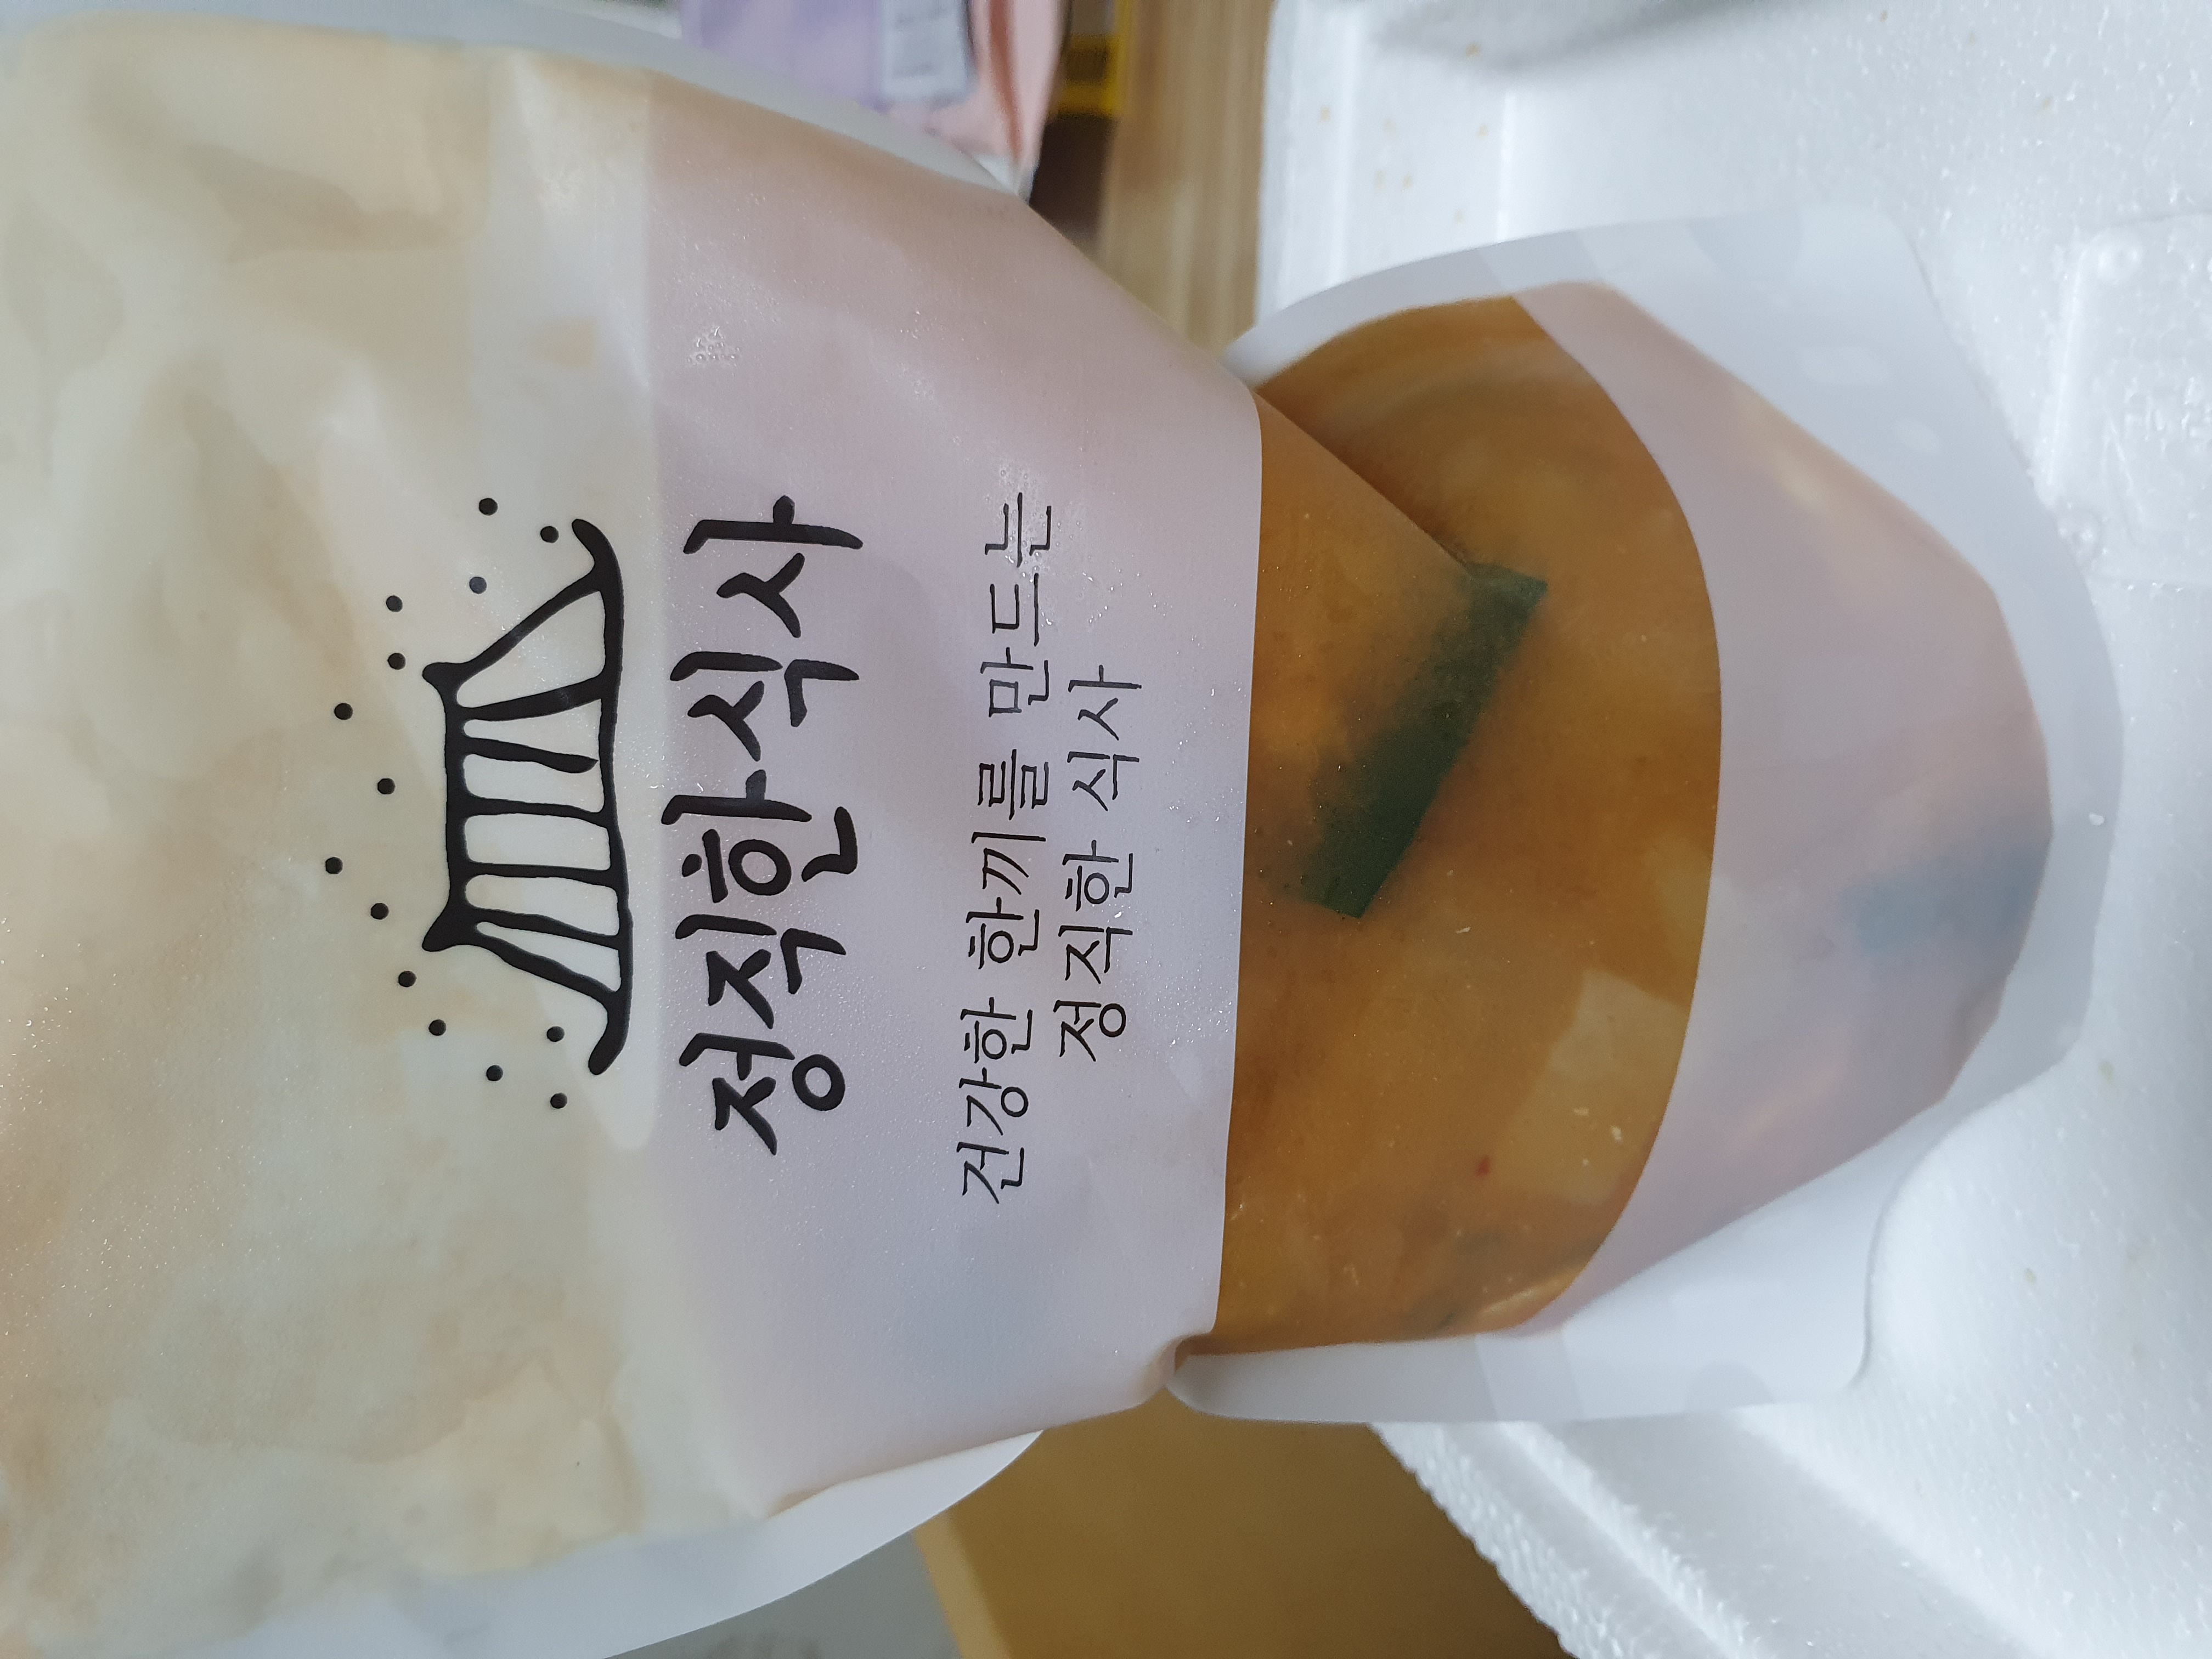 정직한식사
건강한 한끼를 만드는
정직한 식사